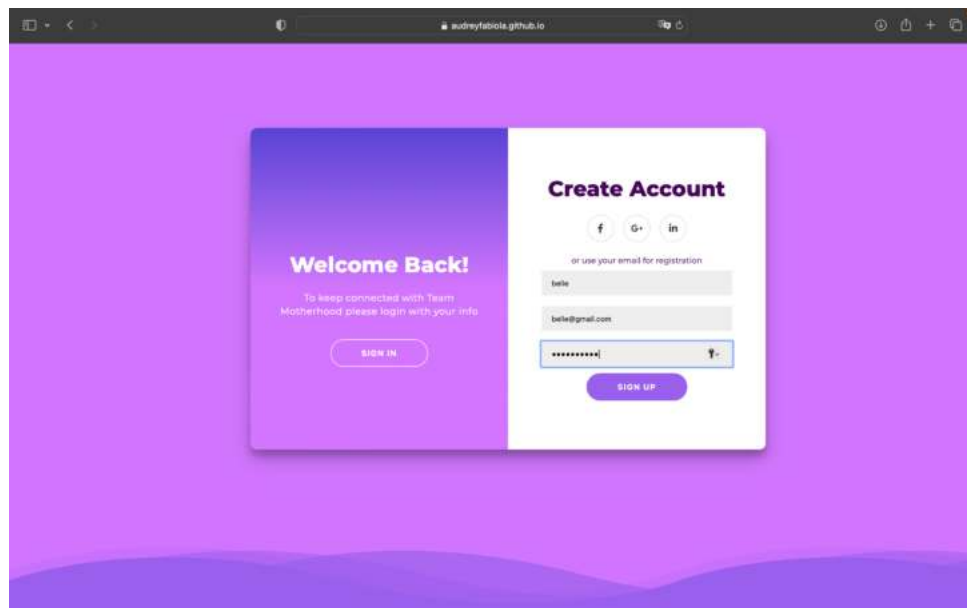 audreyfabiola.github.io
Welcome Back!
To keep connected with Team
Motherhood please login with your info
SIGN IN
Create Account
f
G+
in
or use your email for registration
belle
belle@gmail.com
••••••••••
SIGN UP